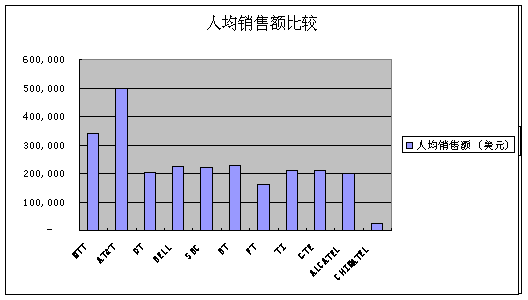 人均销售额比较
600,000
500,000
400,000
300,000
200,000
100,000
-
人均销售额 (美元)
NTT
AT&T
DT
DELL
SBC
BT
FT
TI
GTE
ALCATEL
CHINATEL